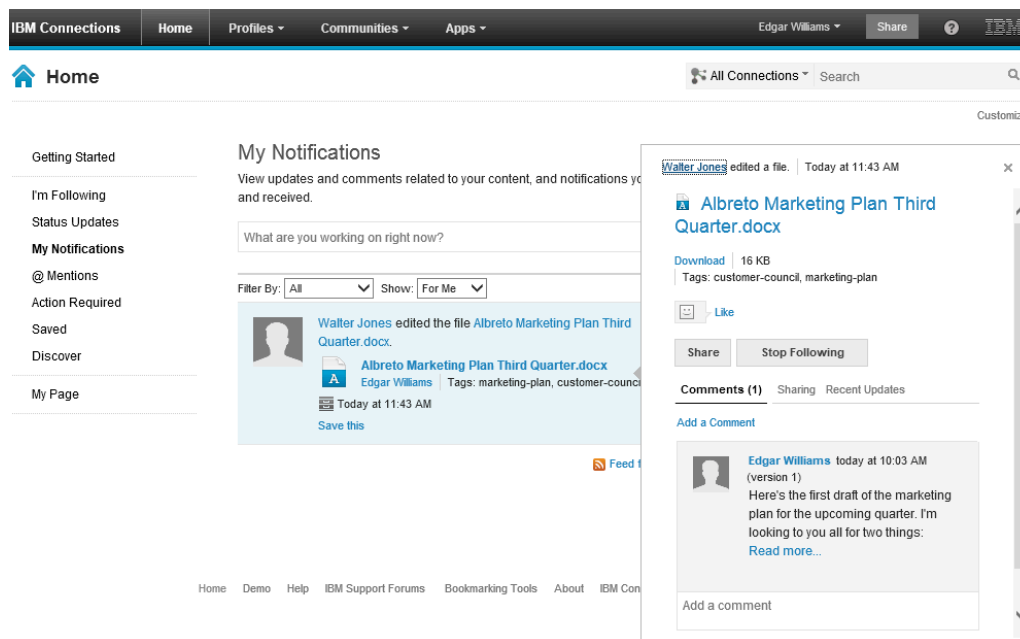 IBM Connections Home Profiles Communities Apps Edgar Williams Share ? IBM
Home
All Connections Search
Getting Started
I'm Following
Status Updates
My Notifications
@ Mentions
Action Required
Saved
Discover
My Page
My Notifications
View updates and comments related to your content, and notifications
and received.
What are you working on right now?
Filter By: All Show: For Me
Walter Jones edited the file Albreto Marketing Plan Third
Quarter.docx.
Albreto Marketing Plan Third Quarter.docx
Edgar Williams Tags: marketing-plan,
Today at 11:43 AM
Save this
Feed
Walter Jones edited a file. Today at 11:43 AM
Albreto Marketing Plan Third
Quarter.docx
Download 16 KB
Tags: customer-council, marketing-plan
Like
Share Stop Following
Comments (1) Sharing Recent Updates
Add a Comment
Edgar Williams today at 10:03 AM
(version 1)
Here's the first draft of the marketing
plan for the upcoming quarter. I'm
looking to you all for two things:
Read more...
Add a comment
Home Demo Help IBM Support Forums Bookmarking Tools About IBM